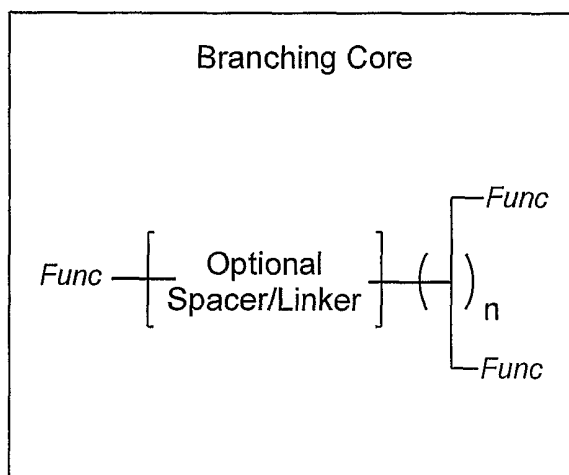 Branching Core
Func
Func
Optional
Spacer/Linker
( )n
Func